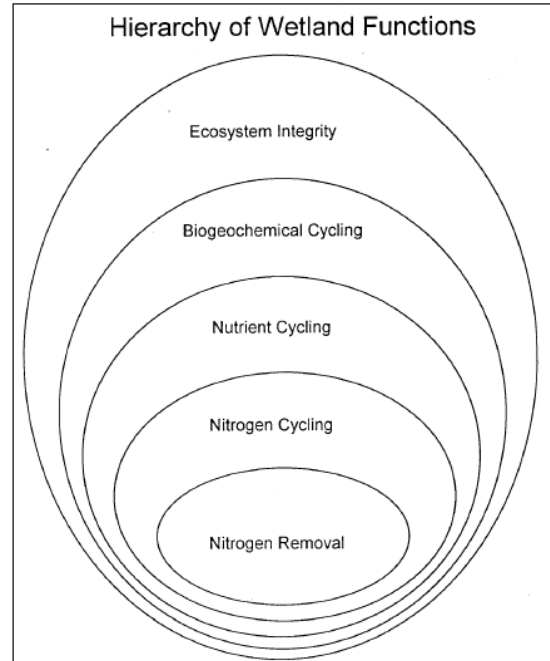 Hierarchy of Wetland Functions
Ecosystem Integrity
Biogeochemical Cycling
Nutrient Cycling
Nitrogen Cycling
Nitrogen Removal